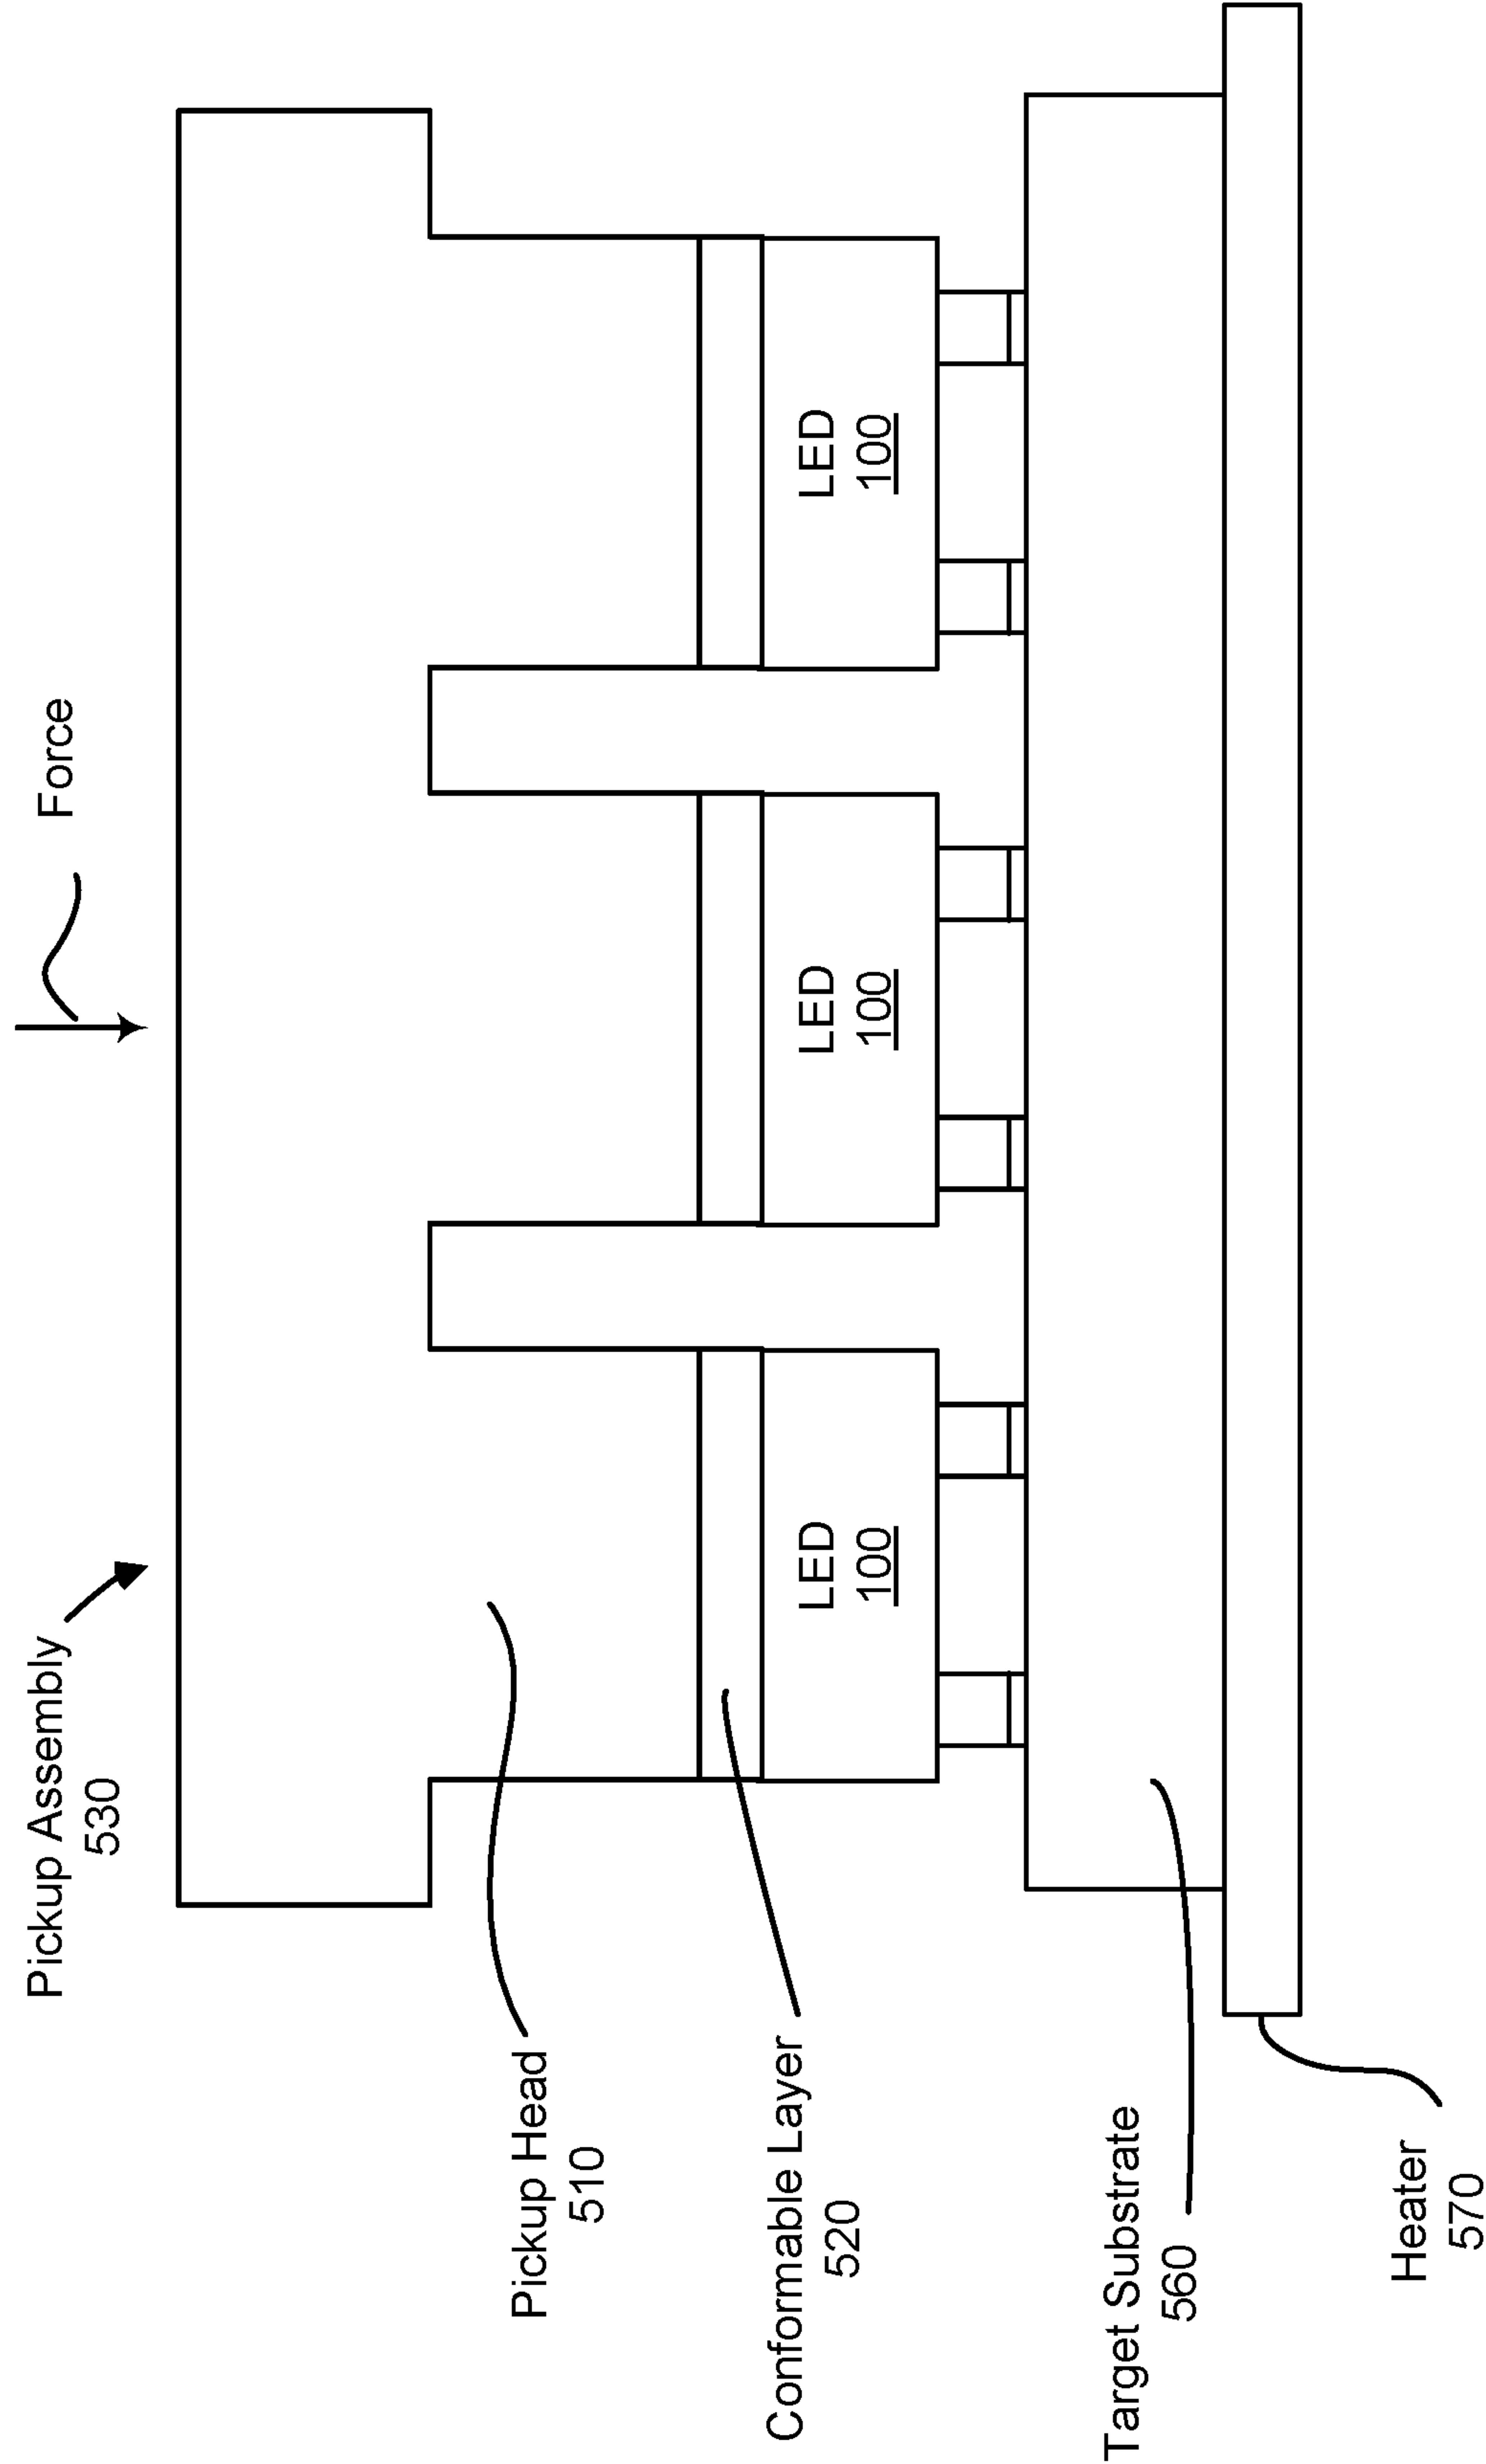 Pickup Assembly
530
Force
Pickup Head
510
Conformable Layer
520
LED
100
LED
100
LED
100
Target Substrate
560
Heater
570